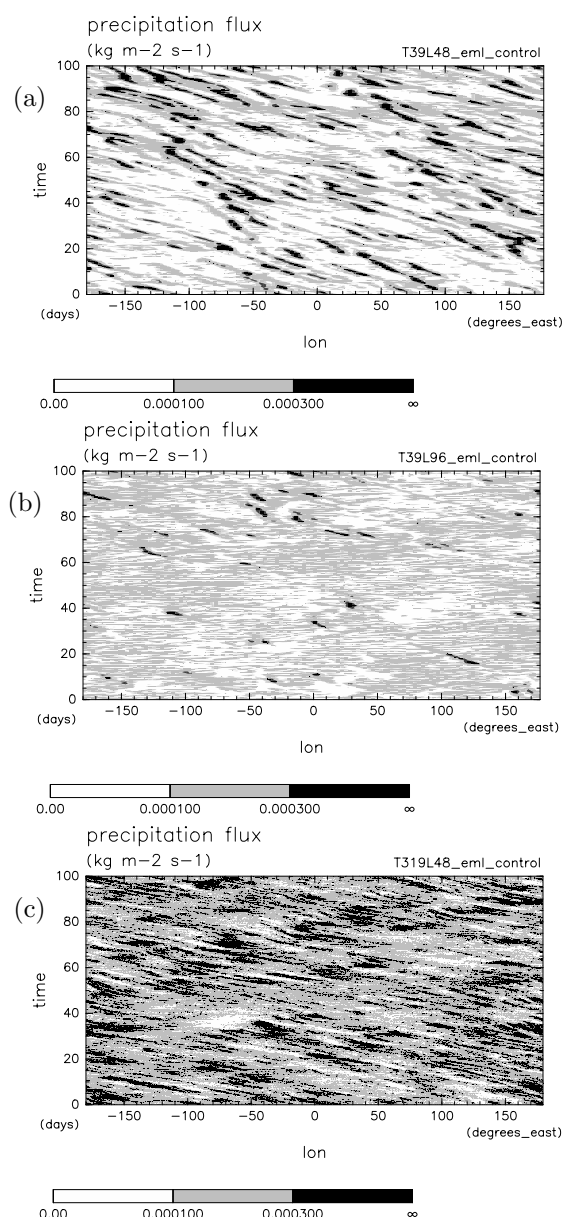 precipitation flux
(kg m−2 s−1) T39L48_eml_control
(a)
100
80
60
40
20
0
time
−150 −100 −50 0 50 100 150
(days) (degrees_east)
lon
0.00 0.000100 0.000300 ∞
precipitation flux
(kg m−2 s−1) T39L96_eml_control
(b)
100
80
60
40
20
0
time
−150 −100 −50 0 50 100 150
(days) (degrees_east)
lon
0.00 0.000100 0.000300 ∞
precipitation flux
(kg m−2 s−1) T319L48_eml_control
(c)
100
80
60
40
20
0
time
−150 −100 −50 0 50 100 150
(days) (degrees_east)
lon
0.00 0.000100 0.000300 ∞